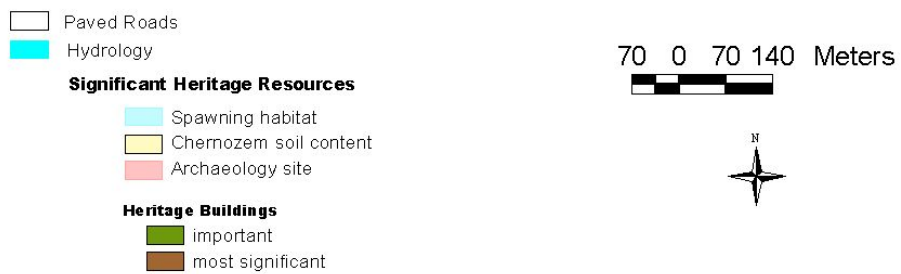 Paved Roads
Hydrology
70 0 70 140 Meters
Significant Heritage Resources
Spawning habitat
Chernozem soil content
Archaeology site
N
Heritage Buildings
important
most significant